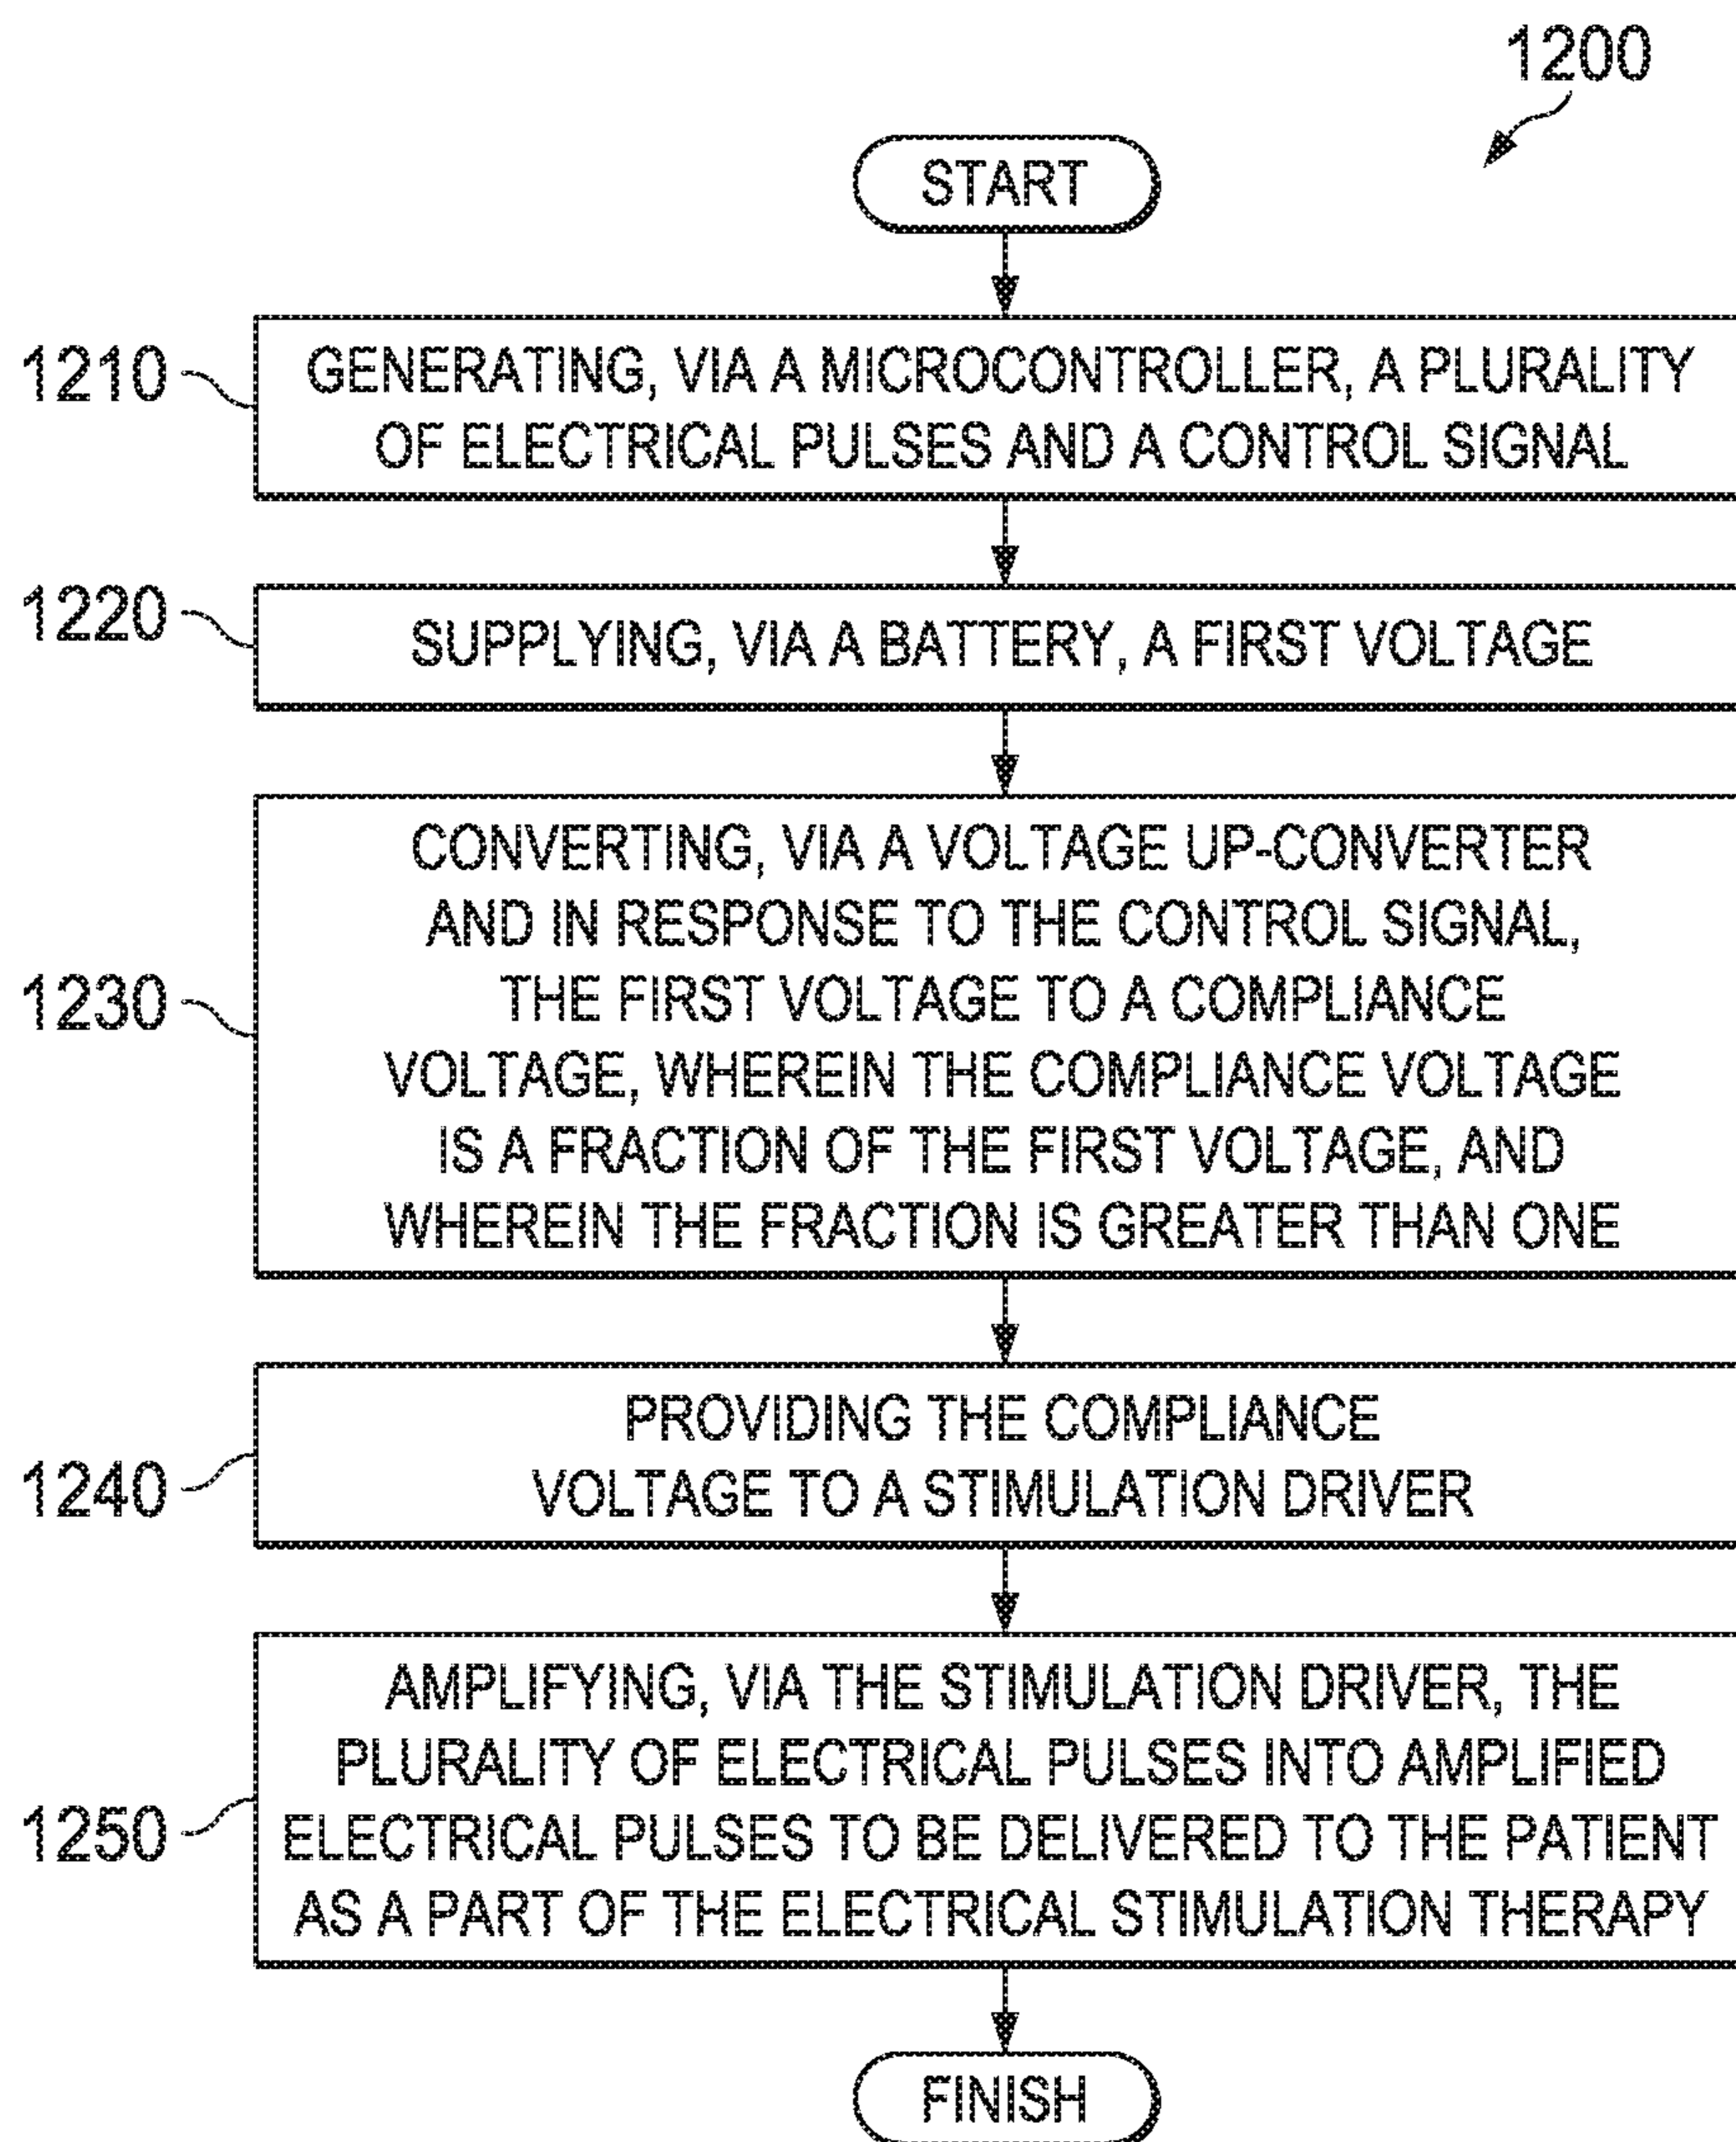 1200
START
1210
GENERATING, VIA A MICROCONTROLLER, A PLURALITY
OF ELECTRICAL PULSES AND A CONTROL SIGNAL
1220
SUPPLYING, VIA A BATTERY, A FIRST VOLTAGE
1230
CONVERTING, VIA A VOLTAGE UP-CONVERTER
AND IN RESPONSE TO THE CONTROL SIGNAL,
THE FIRST VOLTAGE TO A COMPLIANCE
VOLTAGE, WHEREIN THE COMPLIANCE VOLTAGE
IS A FRACTION OF THE FIRST VOLTAGE, AND
WHEREIN THE FRACTION IS GREATER THAN ONE
1240
PROVIDING THE COMPLIANCE
VOLTAGE TO A STIMULATION DRIVER
1250
AMPLIFYING, VIA THE STIMULATION DRIVER, THE
PLURALITY OF ELECTRICAL PULSES INTO AMPLIFIED
ELECTRICAL PULSES TO BE DELIVERED TO THE PATIENT
AS A PART OF THE ELECTRICAL STIMULATION THERAPY
FINISH